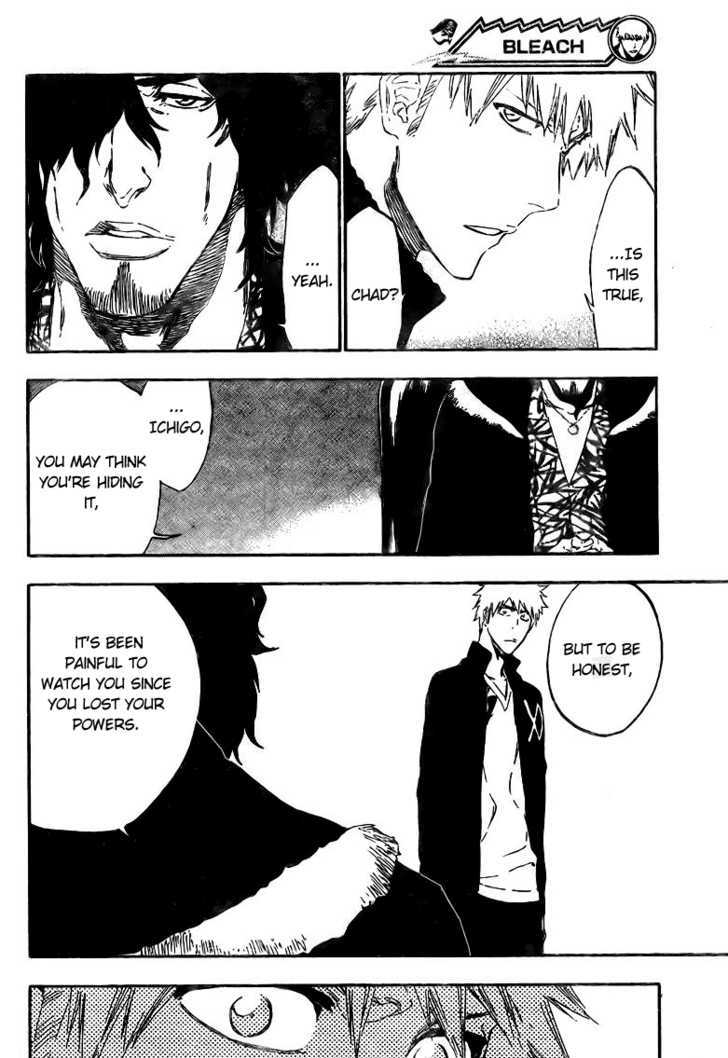 BLEACH
...IS
THIS
TRUE,
CHAD?
...
YEAH.
...
ICHIGO,
YOU MAY THINK
YOU'RE HIDING
IT,
BUT TO BE
HONEST,
IT'S BEEN
PAINFUL TO
WATCH YOU SINCE
YOU LOST YOUR
POWERS.